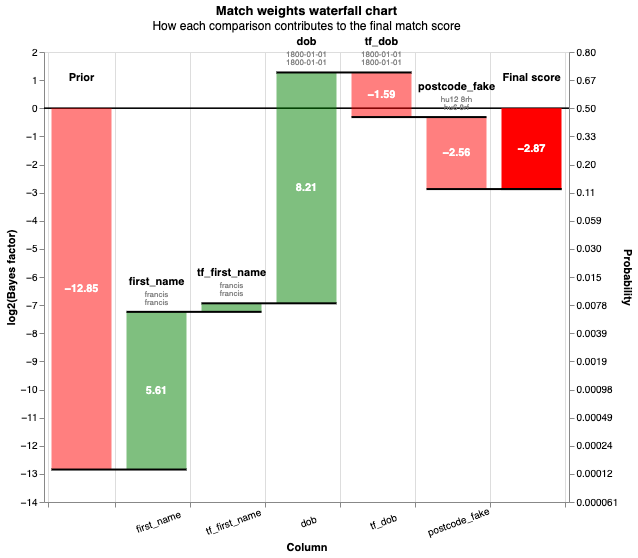 Match weights waterfall chart
How each comparison contributes to the final match score
dob
1800-01-01
1800-01-01
tf_dob
1800-01-01
1800-01-01
Prior
postcode_fake
hu12 8rh
Final score
first_name
francis
francis
tf_first_name
francis
francis
−12.85
5.61
8.21
−1.59
−2.56
−2.87
log2(Bayes factor)
2
1
0
−1
−2
−3
−4
−5
−6
−7
−8
−9
−10
−11
−12
−13
−14
0.80
0.67
0.50
0.33
0.20
0.11
0.059
0.030
0.015
0.0078
0.0039
0.0019
0.00098
0.00049
0.00024
0.00012
0.000061
Probability
first_name
tf_first_name
dob
tf_dob
postcode_fake
Column